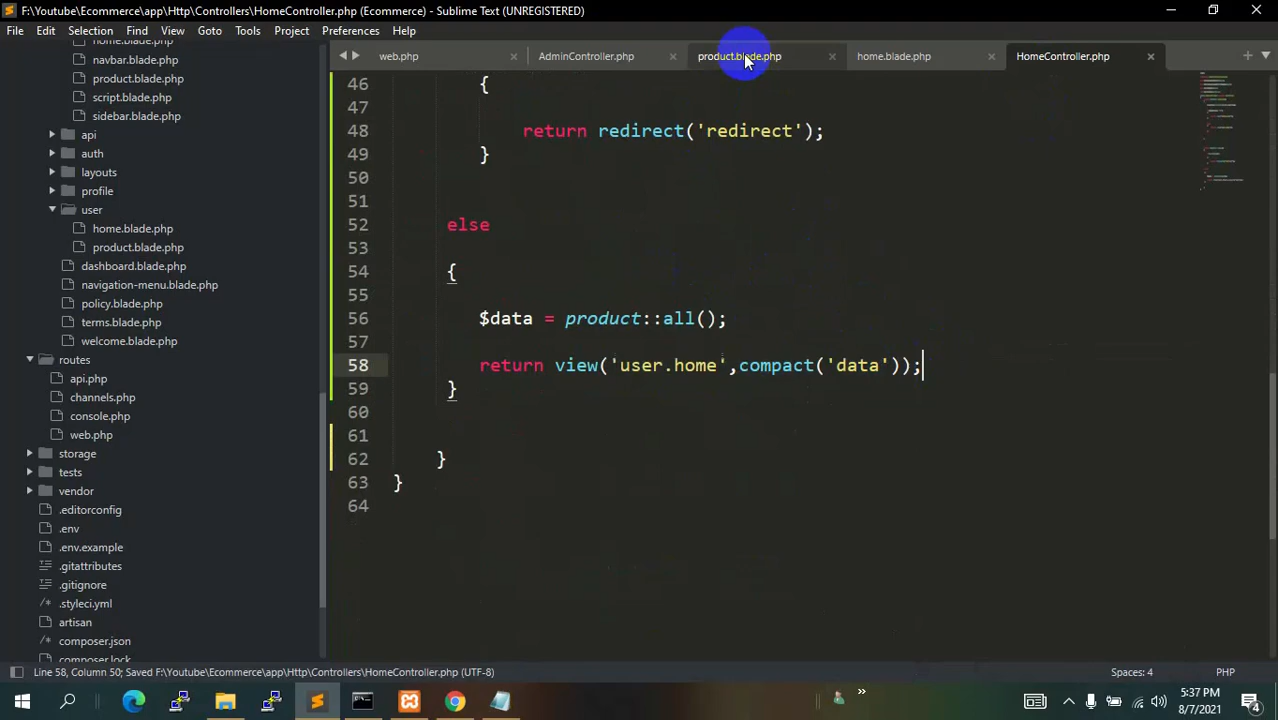 F:\Youtube\Ecommerce\app\Http\Controllers\HomeController.php (Ecommerce) - Sublime Text (UNREGISTERED)
File Edit Selection Find View Goto Tools Project Preferences Help
web.php AdminController.php product.blade.php home.blade.php HomeController.php
home.blade.php
navbar.blade.php
product.blade.php
script.blade.php
sidebar.blade.php
api
auth
layouts
profile
user
home.blade.php
product.blade.php
dashboard.blade.php
navigation-menu.blade.php
policy.blade.php
terms.blade.php
welcome.blade.php
routes
api.php
channels.php
console.php
web.php
storage
tests
vendor
.editorconfig
.env
.env.example
.gitattributes
.gitignore
.styleci.yml
artisan
composer.json
composer.lock
46 {
47
48 return redirect('redirect');
49 }
50
51
52 else
53
54 {
55
56 $data = product::all();
57
58 return view('user.home',compact('data'));
59 }
60
61
62 }
63 }
64
Line 58, Column 50; Saved F:\Youtube\Ecommerce\app\Http\Controllers\HomeController.php (UTF-8) Spaces: 4 PHP
5:37 PM
8/7/2021
4